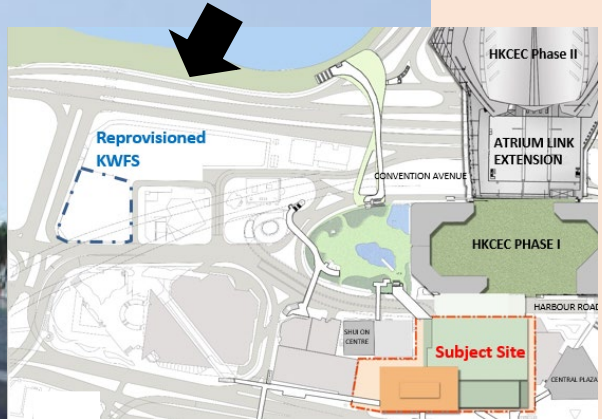 HKCEC Phase II
Reprovisioned
KWFS
ATRIUM LINK
EXTENSION
CONVENTION AVENUE
HKCEC PHASE I
HARBOUR ROAD
SHUI ON
CENTRE
Subject Site
CENTRAL PLAZA